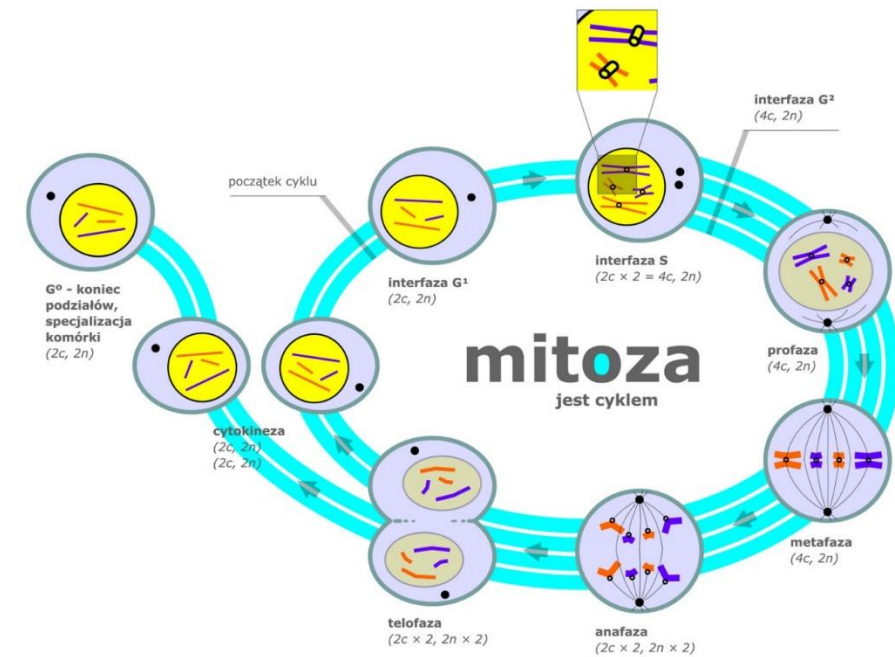 interfaza G²
(4c, 2n)
początek cyklu
interfaza G¹
(2c, 2n)
interfaza S
(2c × 2 = 4c, 2n)
G⁰ - koniec
podziałów,
specjalizacja
komórki
(2c, 2n)
mitoza
jest cyklem
profaza
(4c, 2n)
cytokineza
(2c, 2n)
(2c, 2n)
metafaza
(4c, 2n)
telofaza
(2c × 2, 2n × 2)
anafaza
(2c × 2, 2n × 2)